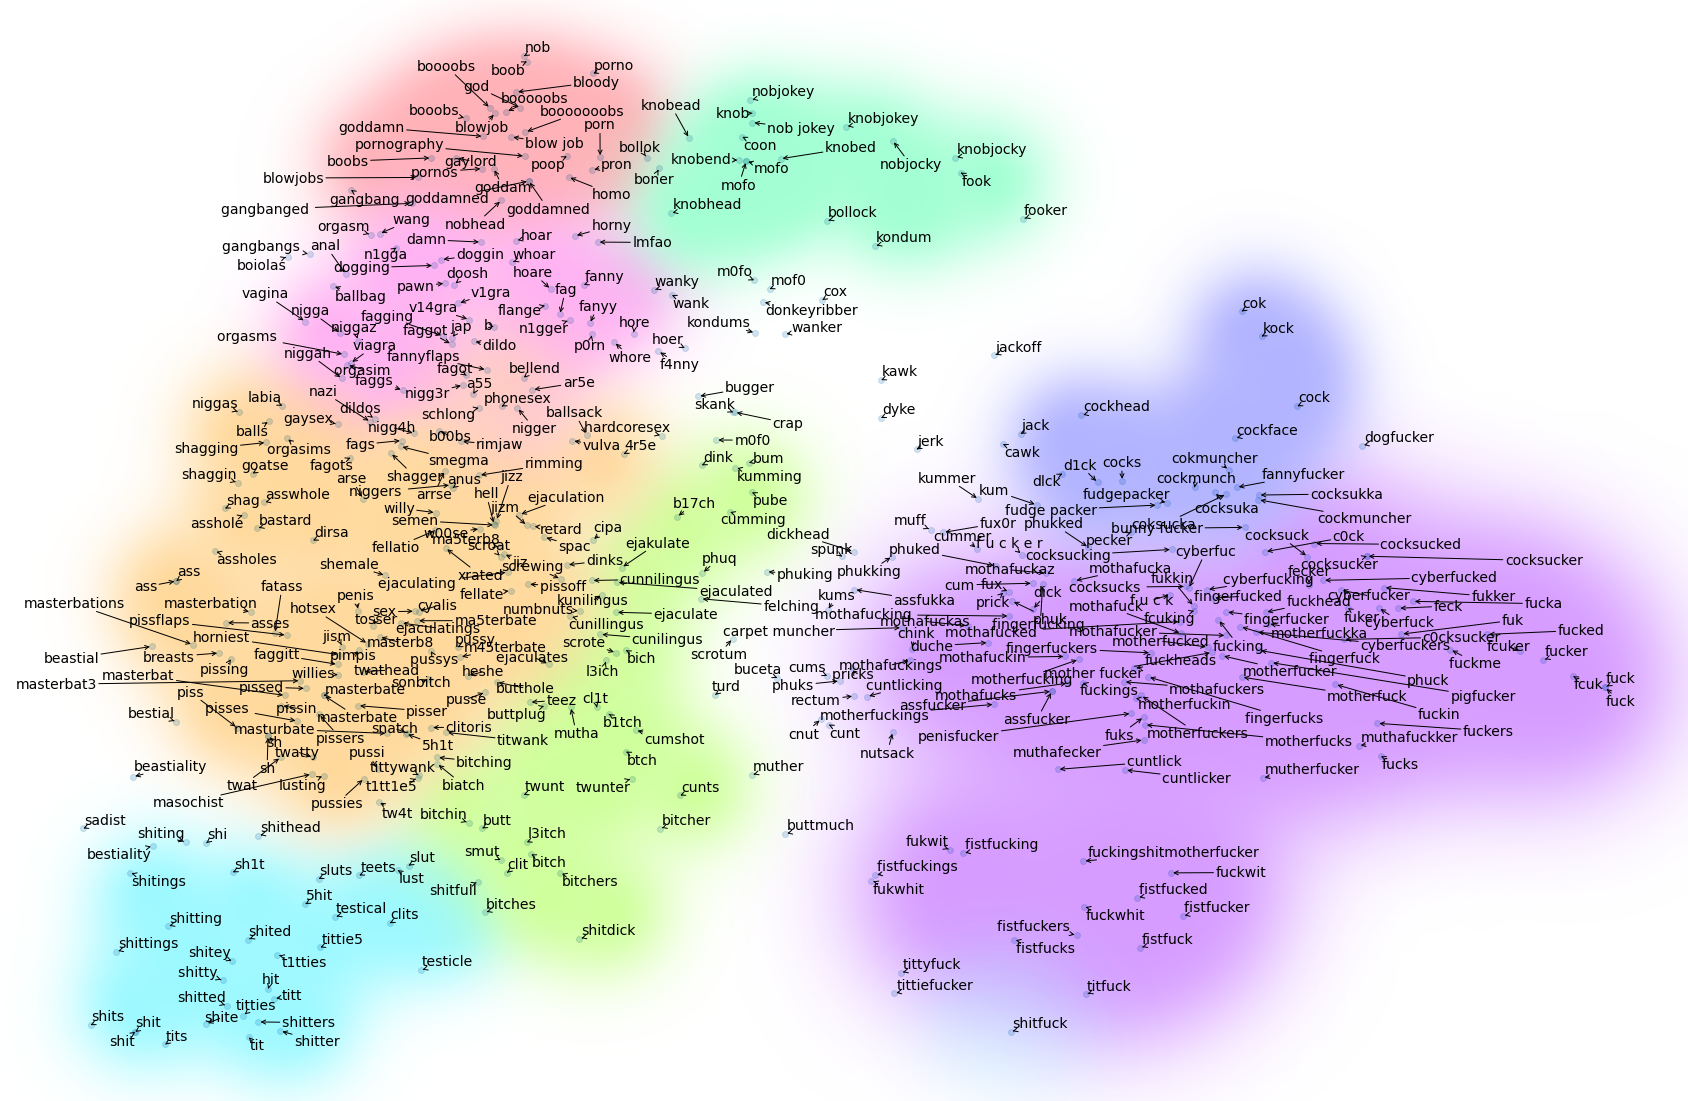 nob
boob
porno
boooobs
god
bloody
booooobs
nobjokey
booobs
booooooobs
knobead
knob
goddamn
blowjob
porn
nob jokey
knobjokey
pornography
blow job
bollok
coon
knobed
knobjocky
boobs
gaylord
poop
pron
knobend
mofo
nobjocky
blowjobs
pornos
boner
mofo
fook
goddam
homo
gangbang
goddamned
gangbanged
goddamned
knobhead
bollock
fooker
orgasm
wang
nobhead
horny
kondum
gangbangs
anal
damn
hoar
lmfao
n1gga
doggin
whoar
boiolas
dogging
doosh
hoare
fanny
m0fo
mof0
cox
vagina
ballbag
pawn
v1gra
fag
wanky
wank
donkeyribber
cok
nigga
fagging
v14gra
flange
fanyy
kondums
wanker
niggaz
faggot
jap
b
n1gger
hore
kock
orgasms
viagra
dildo
p0rn
hoer
jackoff
niggah
fannyflaps
whore
f4nny
orgasim
fagot
bellend
kawk
nazi
faggs
nigg3r
a55
ar5e
bugger
cock
niggas
labia
dildos
phonesex
skank
dyke
jack
cockhead
gaysex
schlong
ballsack
crap
balls
nigg4h
b00bs
nigger
hardcoresex
cockface
dogfucker
shagging
orgasims
fags
rimjaw
vulva
4r5e
m0f0
jerk
cawk
shaggin
goatse
fagots
smegma
rimming
dink
bum
cokmuncher
arse
shagger
anus
jizz
kumming
kummer
dlck
d1ck
cocks
cockmunch
fannyfucker
shag
asswhole
niggers
arrse
hell
ejaculation
b17ch
pube
kum
fudgepacker
cocksukka
willy
jizm
cumming
fudge packer
cocksuka
asshole
bastard
semen
retard
cipa
muff
fux0r
phukked
coksucka
cockmuncher
dirsa
w00se
ma5terb8
spac
dickhead
cummer
bunny fucker
assholes
fellatio
scroat
dinks
ejakulate
spunk
f u c k e r
pecker
cocksuck
c0ck
cocksucked
shemale
xrated
jiz
screwing
phuq
phuked
cocksucking
cyberfuc
ass
ass
fatass
ejaculating
pissoff
cunnilingus
phuking
phukking
mothafuckaz
mothafucka
cocksucker
cocksucker
masterbations
masterbation
penis
fellate
kunilingus
ejaculated
kums
cum
fux
cocksucks
fukkin
cyberfucking
fecker
cyberfucked
hotsex
sex
cyalis
numbnuts
felching
assfukka
dick
cyberfucker
fukker
pissflaps
asses
tosser
ma5terbate
cunillingus
ejaculate
mothafucking
prick
mothafuck
f u c k
fingerfucked
fuckhead
feck
fucka
horniest
jism
ejaculatings
scrote
cunilingus
carpet muncher
mothafuckas
phuk
fcuking
fingerfucker
fuker
cyberfuck
fuk
beastial
faggitt
masterb8
pussy
m45terbate
bich
scrotum
chink
mothafucked
fingerfucking
mothafucker
motherfucked
motherfuckka
c0cksucker
fucked
breasts
pissing
pimpis
pussys
ejaculates
l3ich
duche
mothafuckin
fingerfuckers
fucking
cyberfuckers
fcuker
masterbat3
masterbat
willies
twathead
heshe
buceta
cums
mothafuckings
mother fucker
fuckheads
fingerfuck
fuckme
fucker
piss
pissed
masterbate
sonbitch
butthole
cl1t
turd
phuks
pricks
cuntlicking
motherfucking
mothafuckers
phuck
pigfucker
fcuk
fuck
bestial
pisses
pissin
pusse
teez
rectum
mothafucks
fuckings
motherfuck
fuck
masturbate
masterbate
pisser
buttplug
b1tch
motherfuckings
assfucker
motherfuckin
fingerfucks
fuckin
pissers
snatch
clitoris
mutha
cumshot
cnut
cunt
assfucker
sh
5h1t
titwank
penisfucker
fuks
motherfuckers
motherfucks
fuckers
twatty
pussi
bitching
btch
nutsack
muthafecker
muthafuckker
beastiality
sh
tittywank
muther
cuntlick
fucks
twat
lusting
t1tt1e5
biatch
twunter
cuntlicker
mutherfucker
masochist
pussies
twunt
cunts
tw4t
bitchin
sadist
shiting
shi
shithead
butt
bitcher
buttmuch
l3itch
fukwit
fistfucking
bestiality
smut
fuckingshitmotherfucker
sh1t
sluts
teets
slut
clit
bitch
fistfuckings
fuckwit
shitings
lust
shitfull
bitchers
fukwhit
5hit
fistfucked
testical
clits
bitches
fuckwhit
fistfucker
shitting
shited
tittie5
shitdick
fistfuckers
fistfuck
shittings
shitey
t1tties
testicle
fistfucks
shitty
hit
tittyfuck
shitted
titties
titt
tittiefucker
titfuck
shits
shit
shite
shitters
shitfuck
shit
tits
tit
shitter